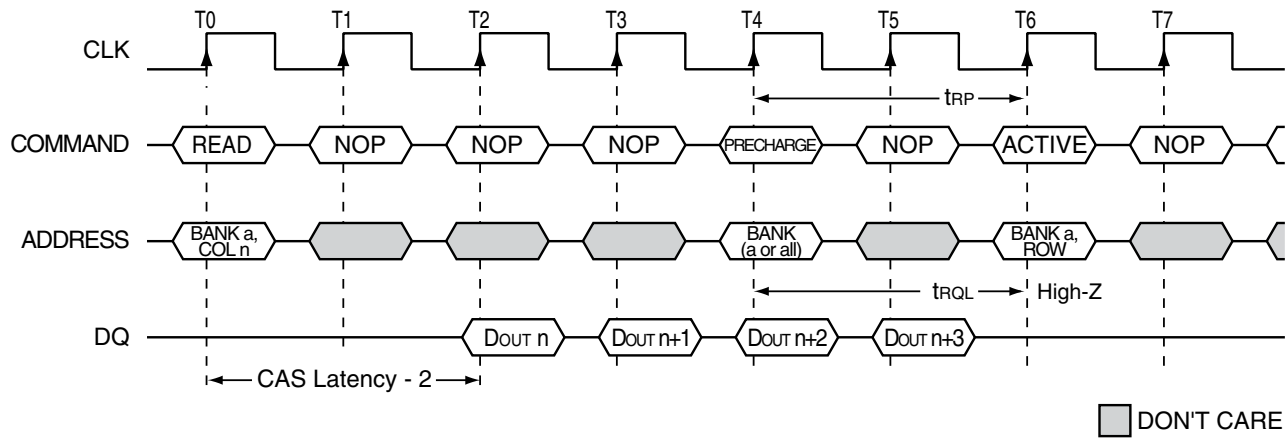 T0 T1 T2 T3 T4 T5 T6 T7
CLK
tRP
COMMAND READ NOP NOP NOP PRECHARGE NOP ACTIVE NOP
ADDRESS BANK a, COL n BANK (a or all) BANK a, ROW
tRQL High-Z
DQ DOUT n DOUT n+1 DOUT n+2 DOUT n+3
CAS Latency - 2
DON'T CARE